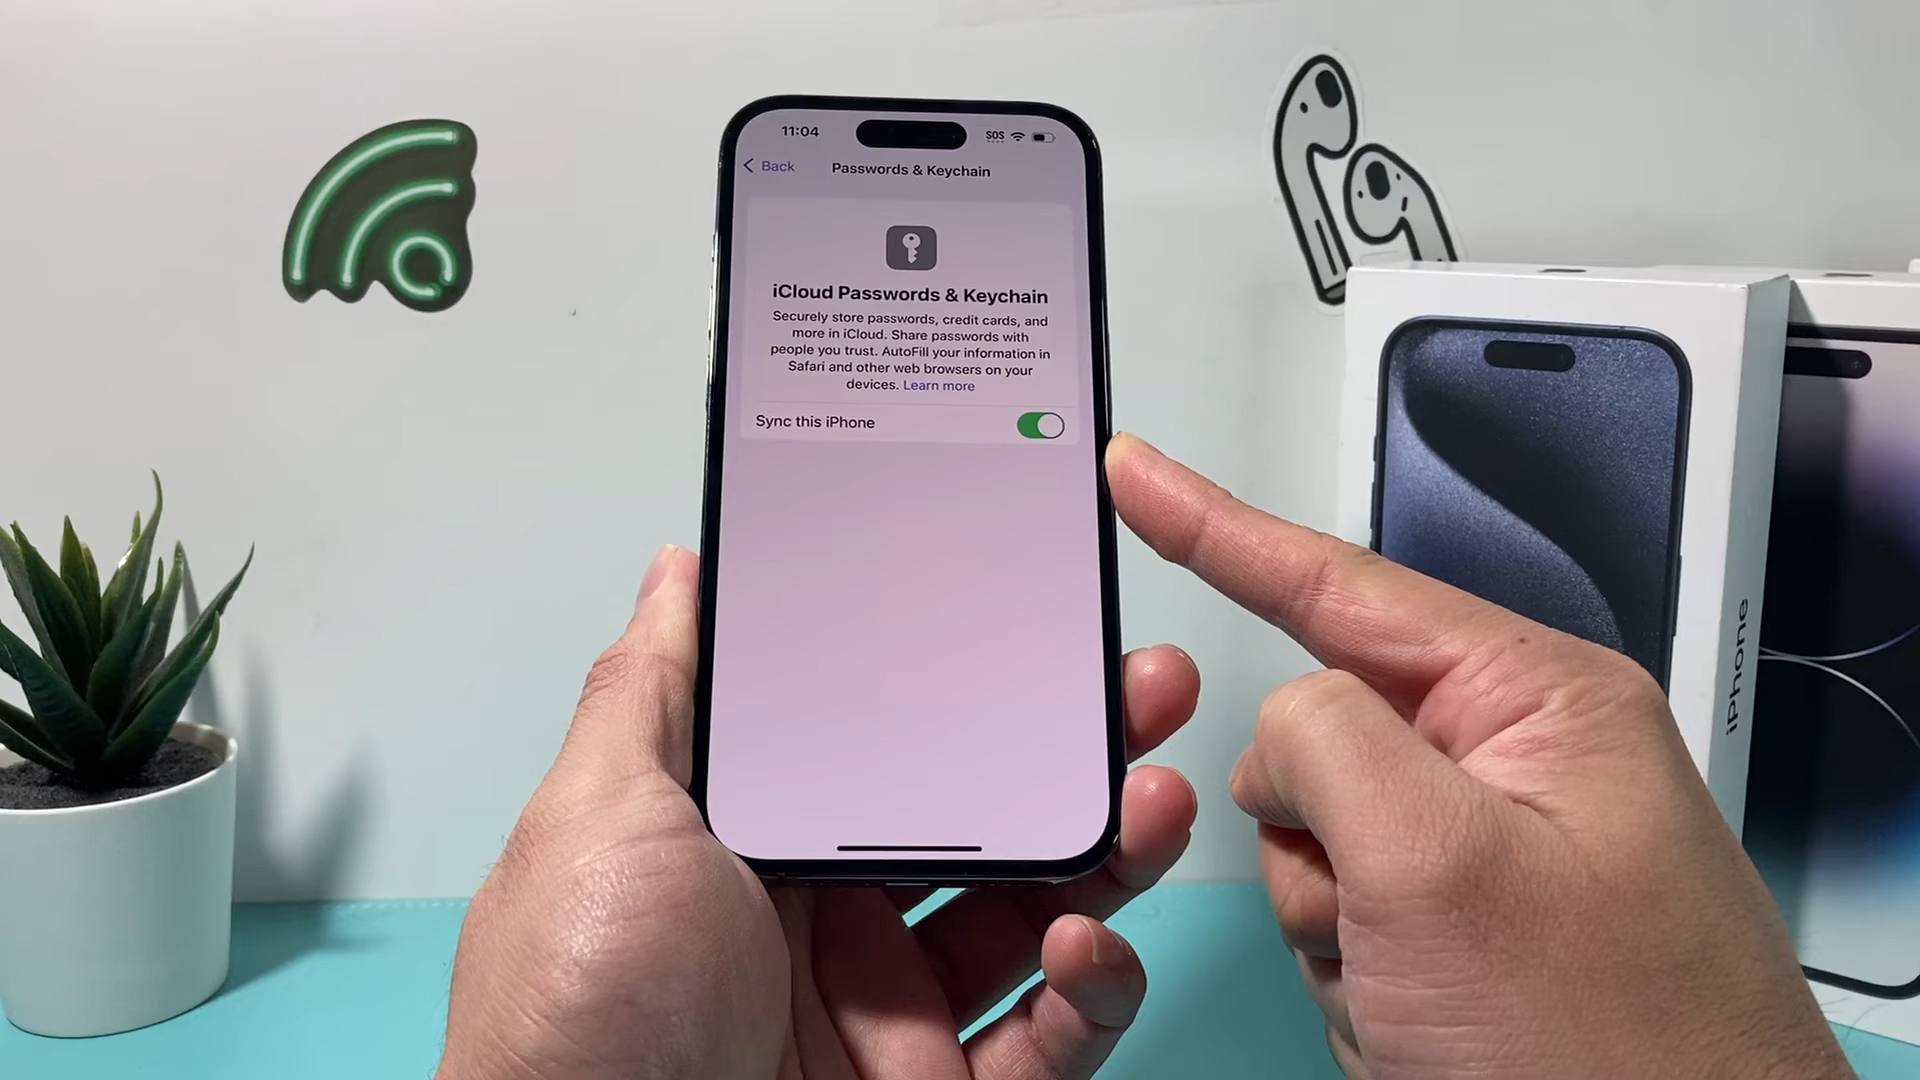 11:04
SOS
Back
Passwords & Keychain
iCloud Passwords & Keychain
Securely store passwords, credit cards, and
more in iCloud. Share passwords with
people you trust. AutoFill your information in
Safari and other web browsers on your
devices. Learn more
Sync this iPhone
iPhone